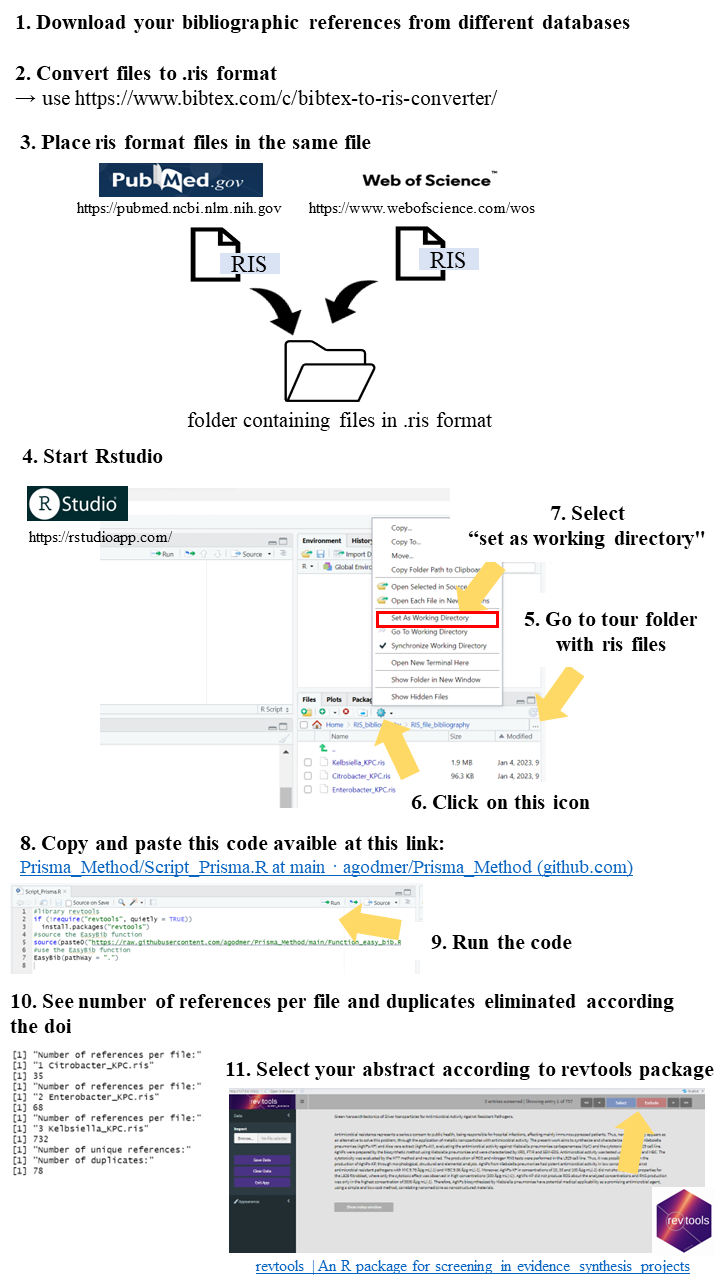 1. Download your bibliographic references from different databases
2. Convert files to .ris format
→ use https://www.bibtex.com/c/bibtex-to-ris-converter/
3. Place ris format files in the same file
PubMed.gov
Web of Science™
https://pubmed.ncbi.nlm.nih.gov
https://www.webofscience.com/wos
RIS
RIS
folder containing files in .ris format
4. Start Rstudio
R Studio
https://rstudioapp.com/
7. Select
“set as working directory"
Run
Source
Environment
Import D
R
R Script
Copy...
Copy To...
Move...
Copy Folder Path to Clipboa
Open Selected in Source
Open Each File in New
Set As Working Directory
Go To Working Directory
Synchronize Working Directory
Open New Terminal Here
Show Folder in New Window
Show Hidden Files
5. Go to tour folder
with ris files
Files
Plots
Home
RIS_file_bibliography
Name
Size
Modified
Kelbsiella_KPC.ris
1.9 MB
Jan 4, 2023, 9
Citrobacter_KPC.ris
96.3 KB
Jan 4, 2023, 9
Enterobacter_KPC.ris
6. Click on this icon
8. Copy and paste this code avaible at this link:
Prisma_Method/Script_Prisma.R at main · agodmer/Prisma_Method (github.com)
Script_Prisma.R
Source on Save
Run
Source
1 #library revtools
2 if (!require("revtools", quietly = TRUE))
3 install.packages("revtools")
4 #source the EasyBib function
5 source(paste0("https://raw.githubusercontent.com/agodmer/Prisma_Method/main/Function_easy_bib.R
6 #use the EasyBib function
7 EasyBib(pathway = ".")
8
9. Run the code
10. See number of references per file and duplicates eliminated according
the doi
[1] "Number of references per file:"
[1] "1 Citrobacter_KPC.ris"
[1] 35
[1] "Number of references per file:"
[1] "2 Enterobacter_KPC.ris"
[1] 68
[1] "Number of references per file:"
[1] "3 Kelbsiella_KPC.ris"
[1] 732
[1] "Number of unique references:"
[1] "Number of duplicates:"
[1] 78
11. Select your abstract according to revtools package
revtools
Data
Import
Browse...
Save Data
Clear Data
Exit App
Appearance
Select
Exclude
revtools
revtools | An R package for screening in evidence synthesis projects